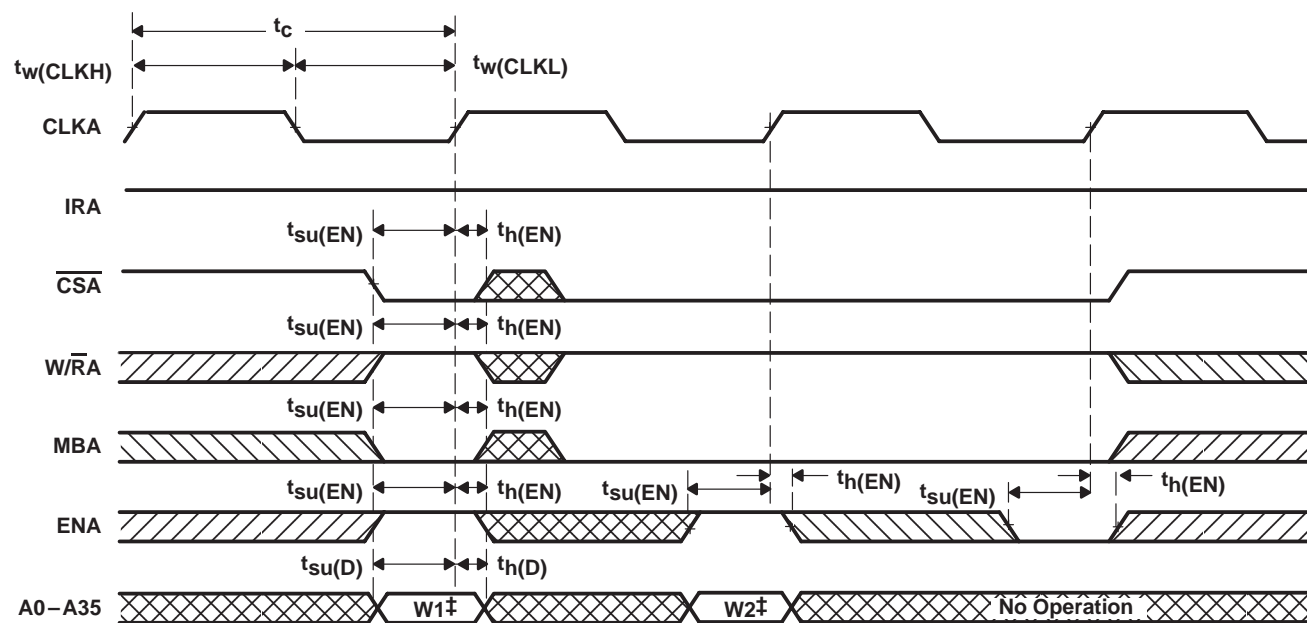 tc
tw(CLKH)
tw(CLKL)
CLKA
IRA
tsu(EN) th(EN)
CSA
tsu(EN) th(EN)
W/RA
tsu(EN) th(EN)
MBA
tsu(EN) th(EN) tsu(EN) th(EN) tsu(EN) th(EN)
ENA
tsu(D) th(D)
A0–A35 W1‡ W2‡ No Operation